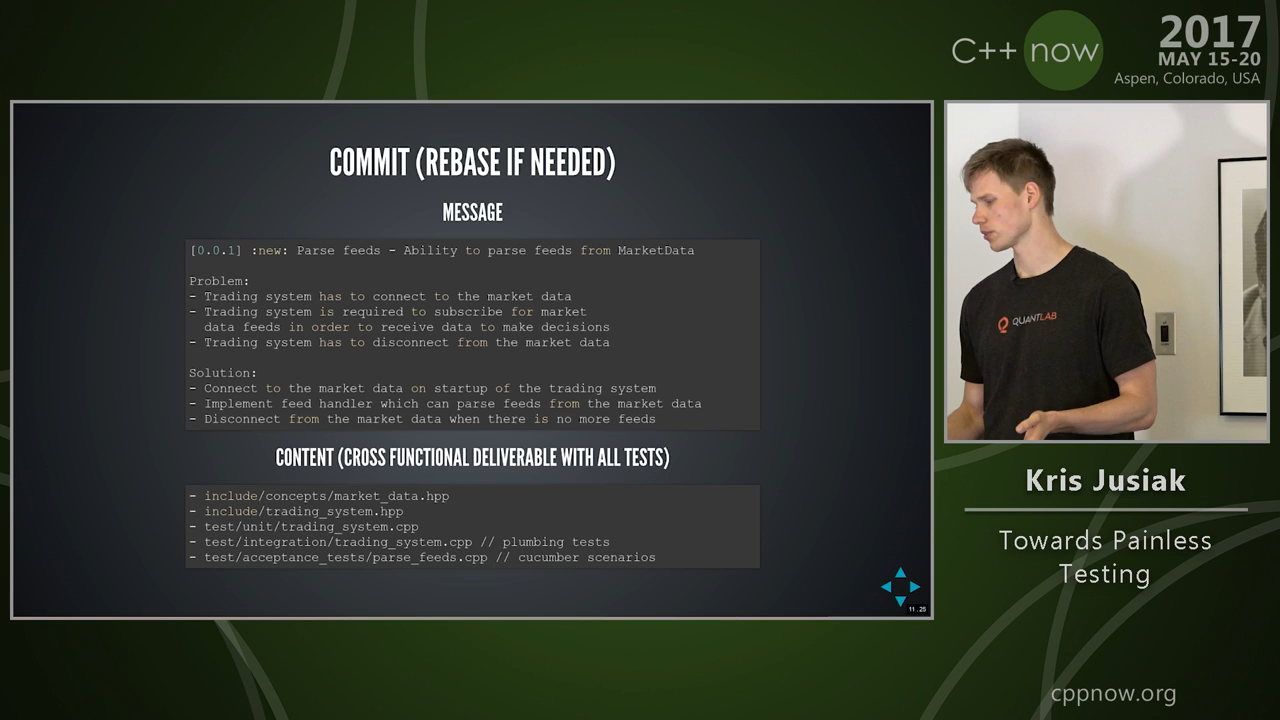 C++ now
2017
MAY 15-20
Aspen, Colorado, USA
COMMIT (REBASE IF NEEDED)
MESSAGE
[0.0.1] :new: Parse feeds - Ability to parse feeds from MarketData
Problem:
- Trading system has to connect to the market data
- Trading system is required to subscribe for market
data feeds in order to receive data to make decisions
- Trading system has to disconnect from the market data
Solution:
- Connect to the market data on startup of the trading system
- Implement feed handler which can parse feeds from the market data
- Disconnect from the market data when there is no more feeds
CONTENT (CROSS FUNCTIONAL DELIVERABLE WITH ALL TESTS)
- include/concepts/market_data.hpp
- include/trading_system.hpp
- test/unit/trading_system.cpp
- test/integration/trading_system.cpp // plumbing tests
- test/acceptance_tests/parse_feeds.cpp // cucumber scenarios
11.25
QUANTLAB
Kris Jusiak
Towards Painless
Testing
cppnow.org